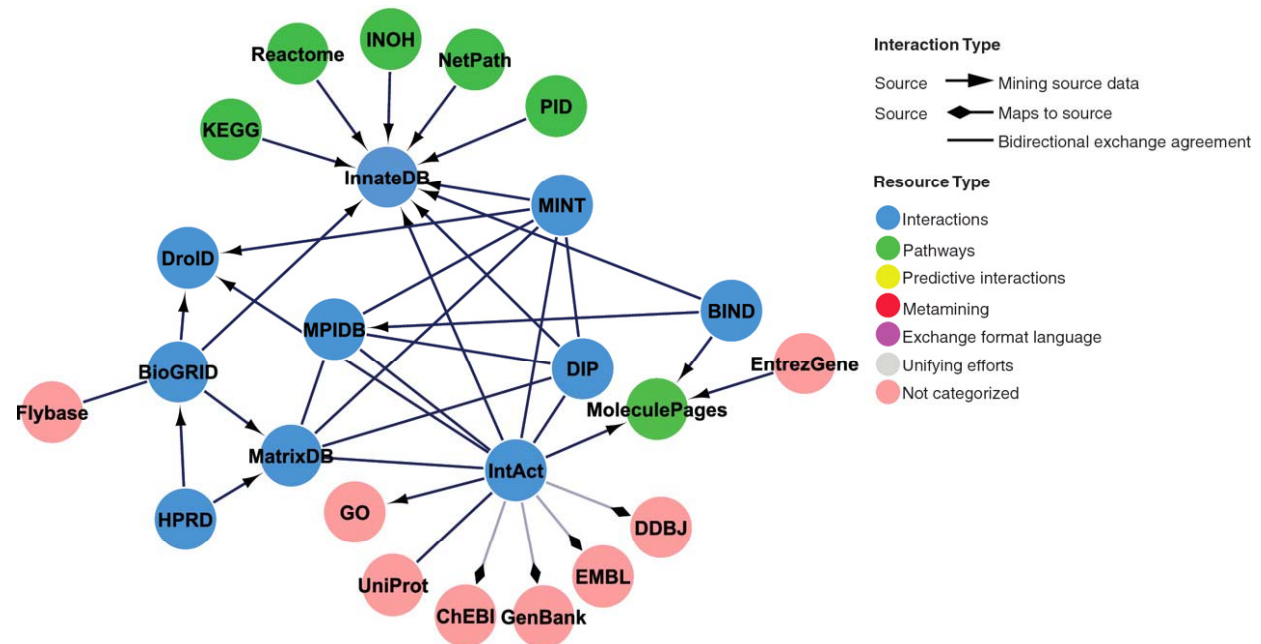 INOH
Reactome
NetPath
PID
KEGG
InnateDB
MINT
DroID
BIND
MPIDB
BioGRID
DIP
EntrezGene
Flybase
MoleculePages
MatrixDB
IntAct
HPRD
GO
DDBJ
UniProt
EMBL
ChEBI
GenBank
Interaction Type
Source Mining source data
Source Maps to source
Bidirectional exchange agreement
Resource Type
Interactions
Pathways
Predictive interactions
Metamining
Exchange format language
Unifying efforts
Not categorized